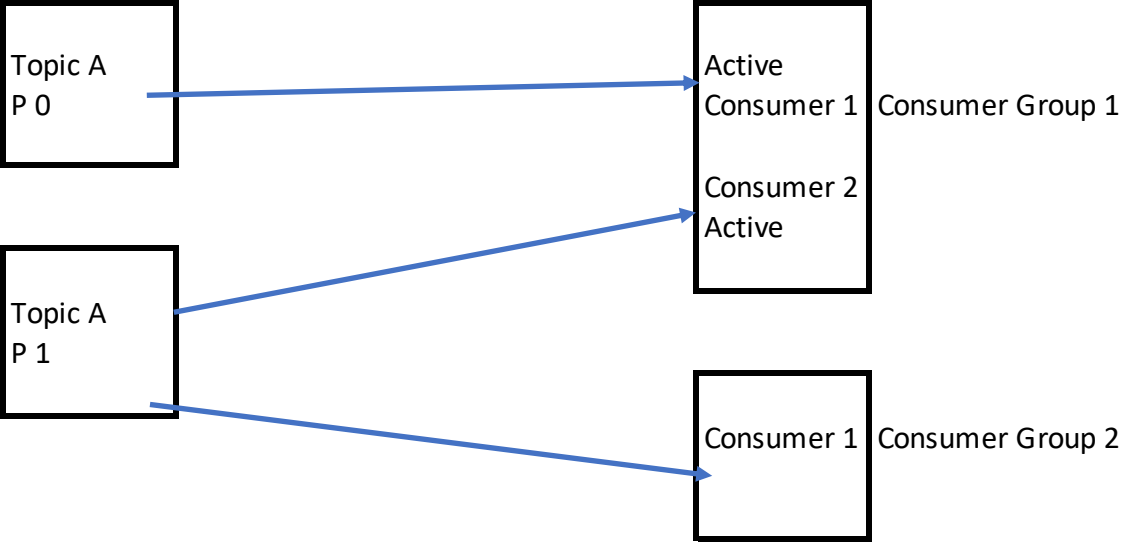 Topic A
P 0
Active
Consumer 1
Consumer Group 1
Consumer 2
Active
Topic A
P 1
Consumer 1
Consumer Group 2